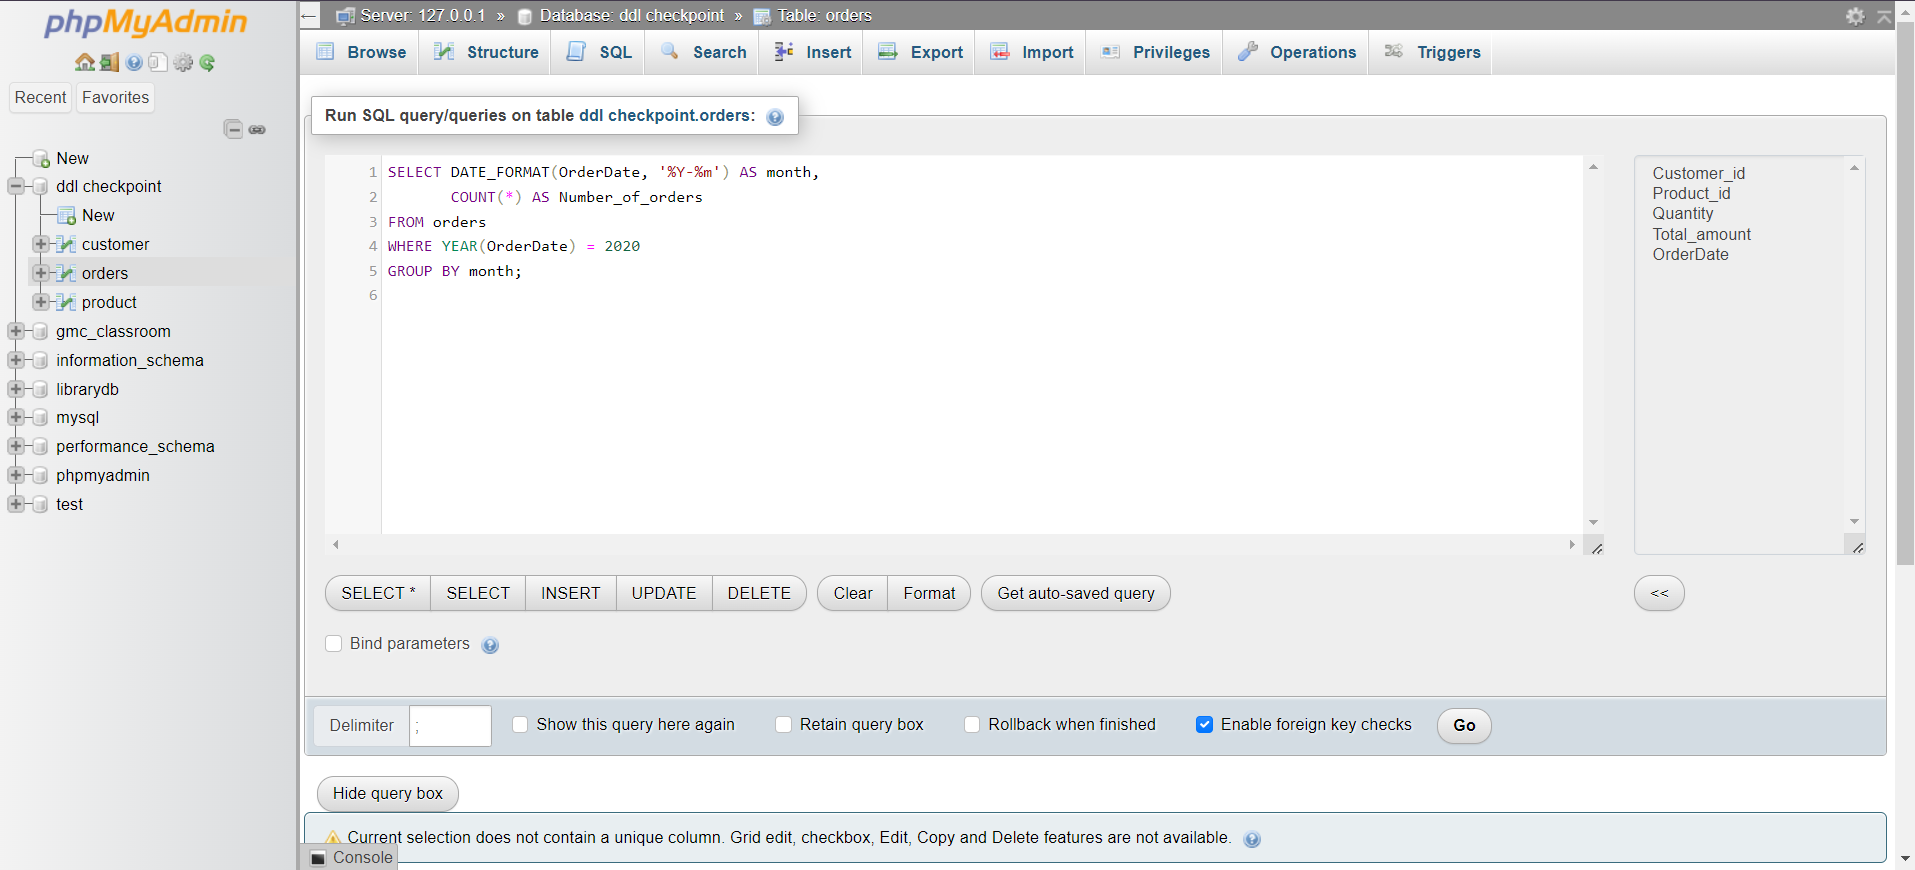 phpMyAdmin
Recent
Favorites
New
ddl checkpoint
New
customer
orders
product
gmc_classroom
information_schema
librarydb
mysql
performance_schema
phpmyadmin
test
Server: 127.0.0.1 » Database: ddl checkpoint » Table: orders
Browse Structure SQL Search Insert Export Import Privileges Operations Triggers
Run SQL query/queries on table ddl checkpoint.orders:
1 SELECT DATE_FORMAT(OrderDate, '%Y-%m') AS month,
2 COUNT(*) AS Number_of_orders
3 FROM orders
4 WHERE YEAR(OrderDate) = 2020
5 GROUP BY month;
6
Customer_id
Product_id
Quantity
Total_amount
OrderDate
SELECT * SELECT INSERT UPDATE DELETE Clear Format Get auto-saved query <<
Bind parameters
Delimiter ; Show this query here again Retain query box Rollback when finished Enable foreign key checks Go
Hide query box
Current selection does not contain a unique column. Grid edit, checkbox, Edit, Copy and Delete features are not available.
Console